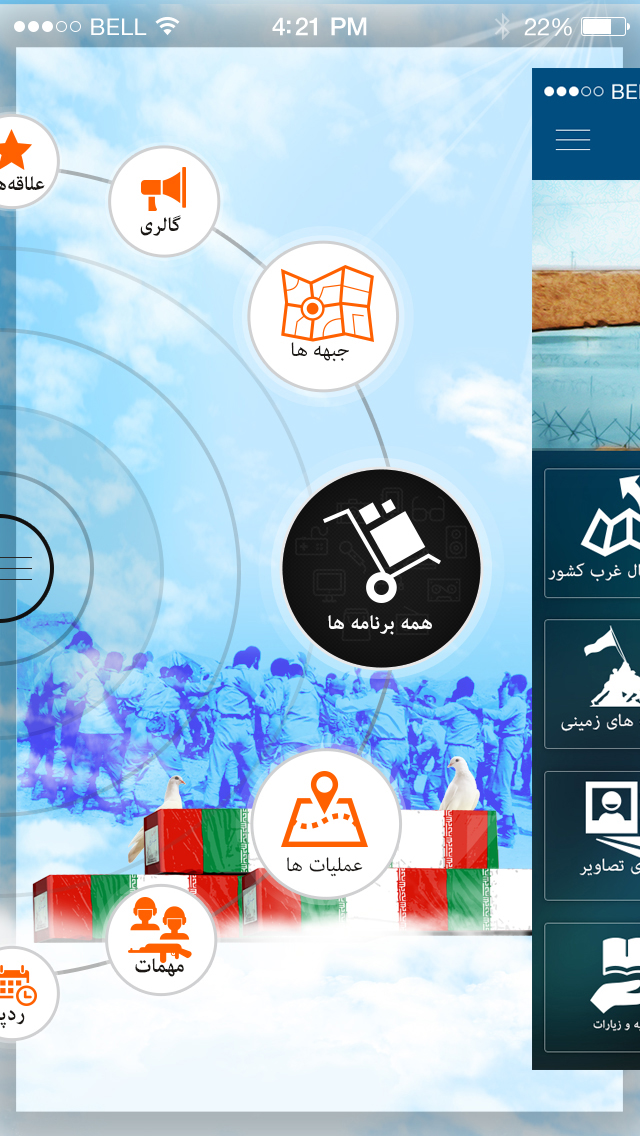 BELL 4:21 PM 22%
BE
علاقه‌ه
گالری
جبهه ها
همه برنامه ها
عملیات ها
مهمات
ردپ
ال غرب کشور
های زمینی
ی تصاویر
یه و زیارات